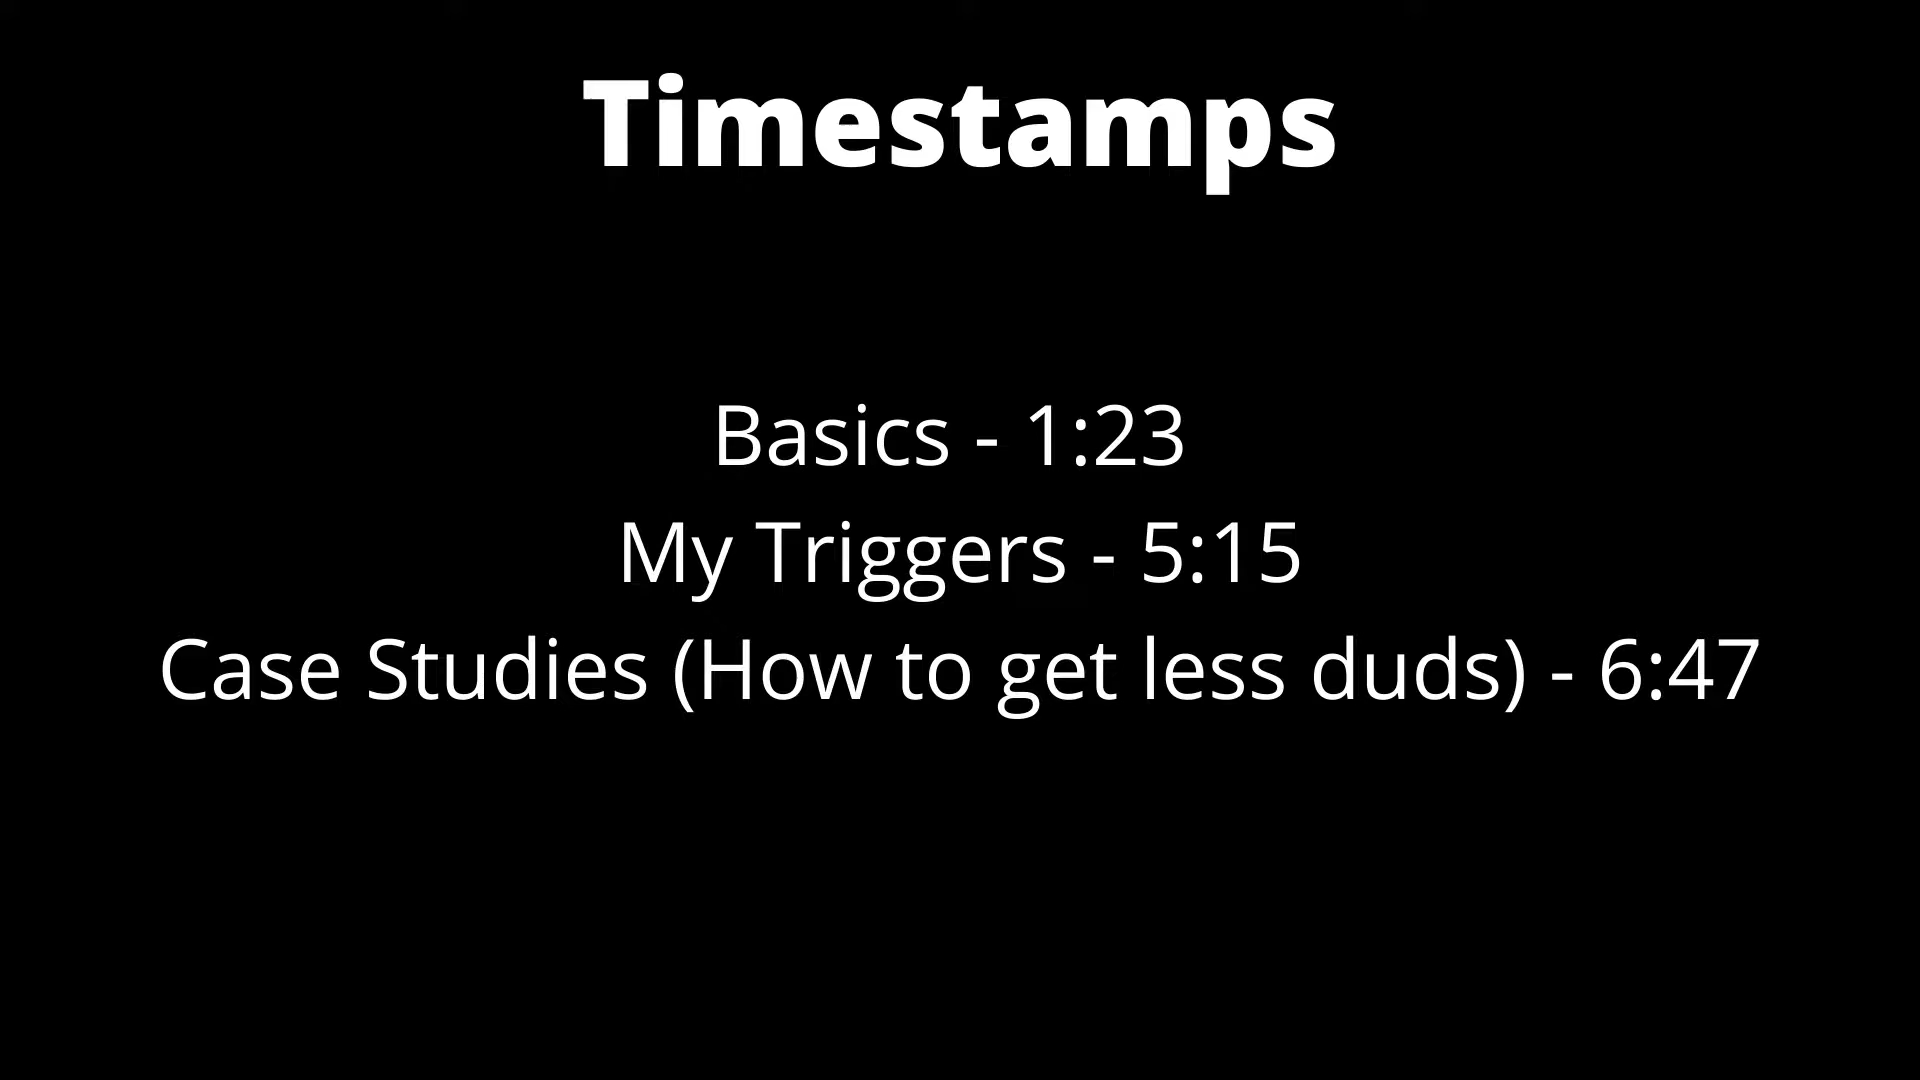 Timestamps
Basics - 1:23
My Triggers - 5:15
Case Studies (How to get less duds) - 6:47